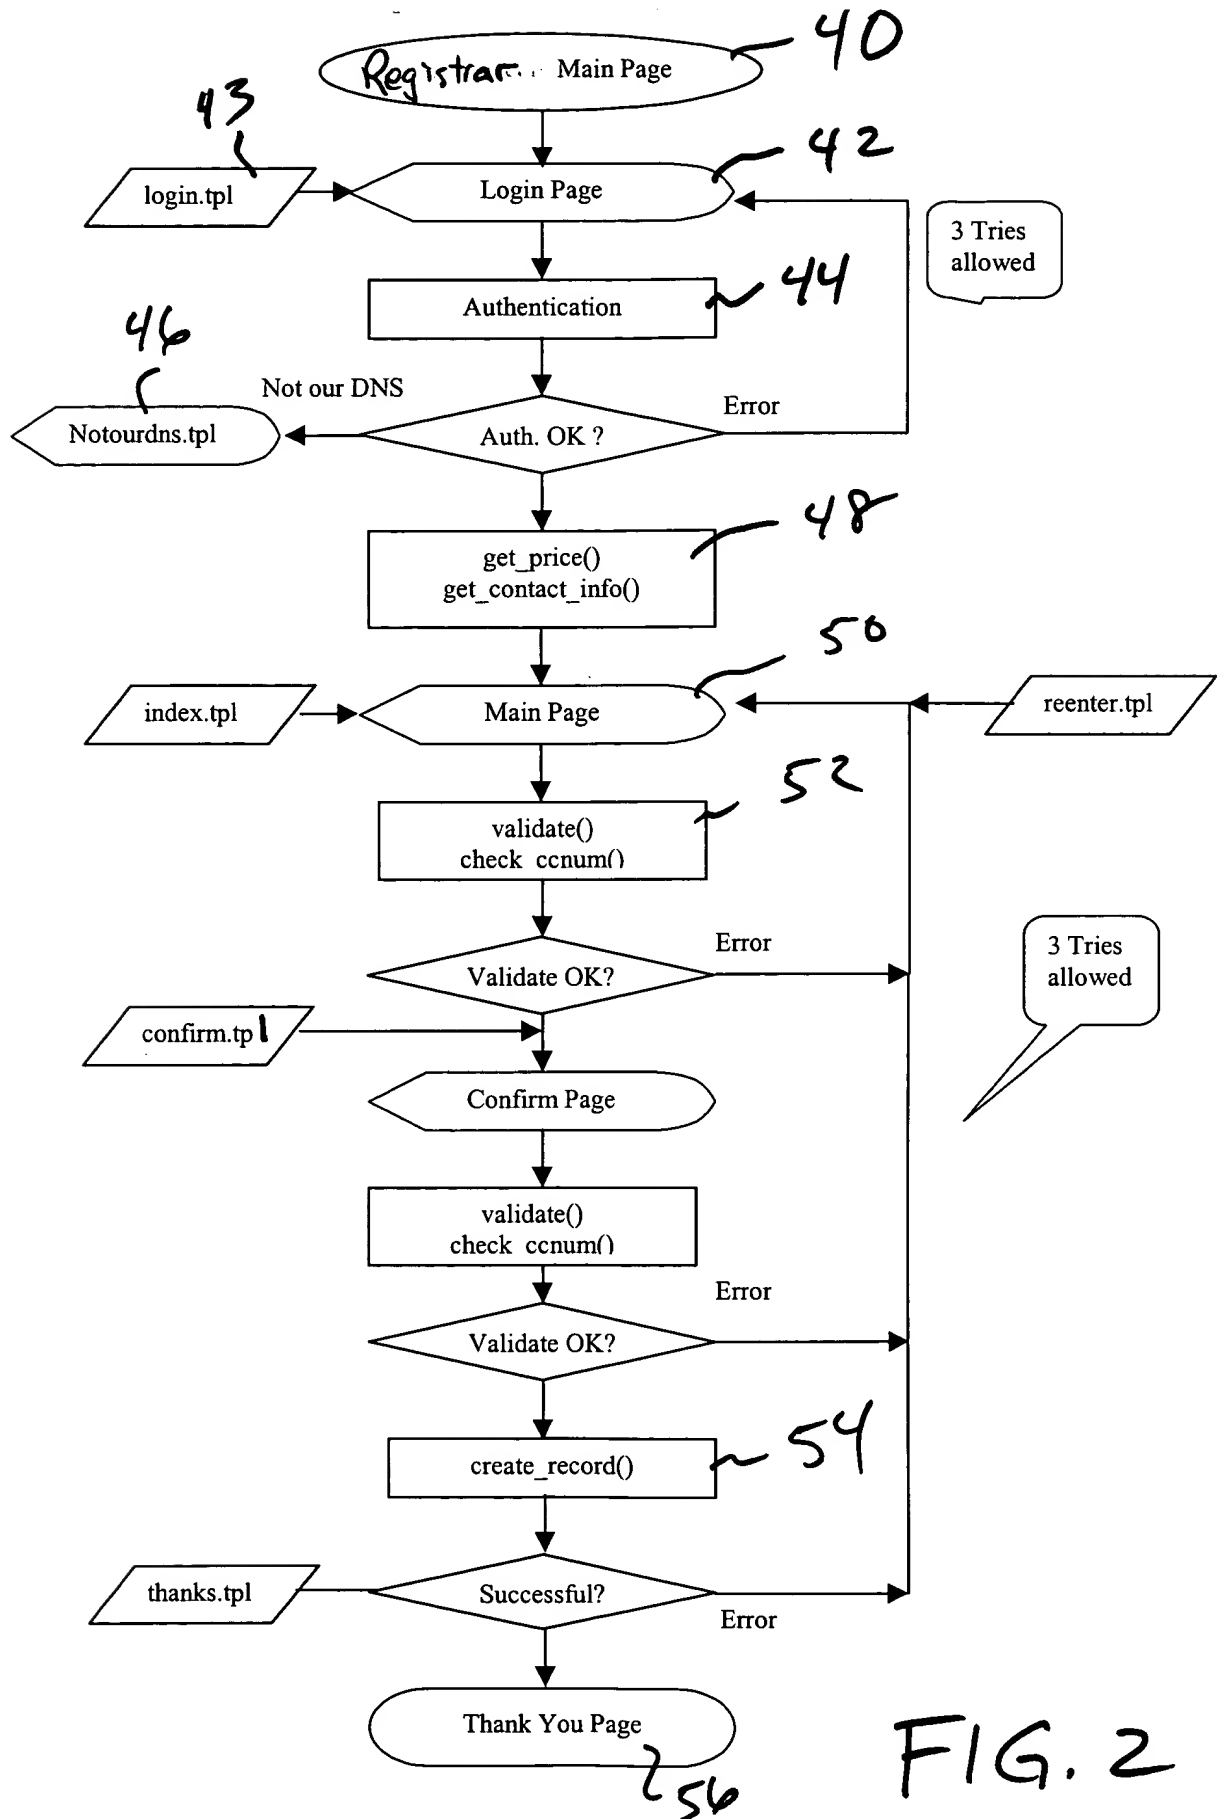 40
Registrar Main Page
43
42
login.tpl
Login Page
3 Tries
allowed
44
Authentication
46
Not our DNS
Error
Notourdns.tpl
Auth. OK ?
48
get_price()
get_contact_info()
50
index.tpl
Main Page
reenter.tpl
52
validate()
check_ccnum()
Error
3 Tries
allowed
Validate OK?
confirm.tpl
Confirm Page
validate()
check_ccnum()
Error
Validate OK?
54
create_record()
thanks.tpl
Successful?
Error
Thank You Page
56
FIG. 2